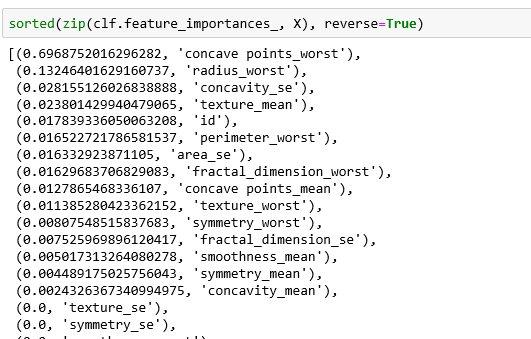 sorted(zip(clf.feature_importances_, X), reverse=True)
[(0.6968752016296282, 'concave points_worst'),
(0.13246401629160737, 'radius_worst'),
(0.028155126026838888, 'concavity_se'),
(0.023801429940479065, 'texture_mean'),
(0.017839336050063208, 'id'),
(0.016522721786581537, 'perimeter_worst'),
(0.016332923871105, 'area_se'),
(0.01629683706829083, 'fractal_dimension_worst'),
(0.0127865468336107, 'concave points_mean'),
(0.011385280423362152, 'texture_worst'),
(0.00807548515837683, 'symmetry_worst'),
(0.007525969896120417, 'fractal_dimension_se'),
(0.005017313264080278, 'smoothness_mean'),
(0.004489175025756043, 'symmetry_mean'),
(0.0024326367340994975, 'concavity_mean'),
(0.0, 'texture_se'),
(0.0, 'symmetry_se'),